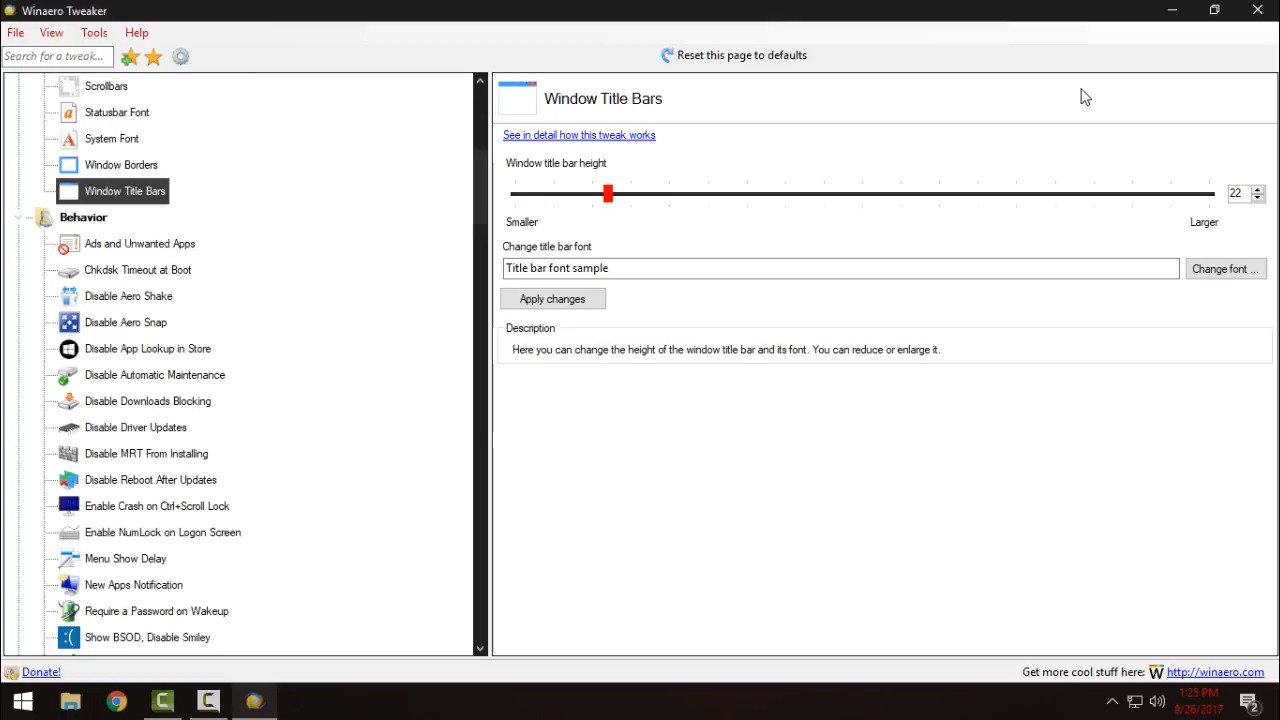 Winaero Tweaker
File View Tools Help
Search for a tweak...
Reset this page to defaults
Scrollbars
Statusbar Font
System Font
Window Borders
Window Title Bars
Behavior
Ads and Unwanted Apps
Chkdsk Timeout at Boot
Disable Aero Shake
Disable Aero Snap
Disable App Lookup in Store
Disable Automatic Maintenance
Disable Downloads Blocking
Disable Driver Updates
Disable MRT From Installing
Disable Reboot After Updates
Enable Crash on Ctrl+Scroll Lock
Enable NumLock on Logon Screen
Menu Show Delay
New Apps Notification
Require a Password on Wakeup
Show BSOD, Disable Smiley
Window Title Bars
See in detail how this tweak works
Window title bar height
22
Smaller Larger
Change title bar font
Title bar font sample
Change font ...
Apply changes
Description
Here you can change the height of the window title bar and its font. You can reduce or enlarge it.
Donate!
Get more cool stuff here: W http://winaero.com
1:25 PM
8/26/2017
2